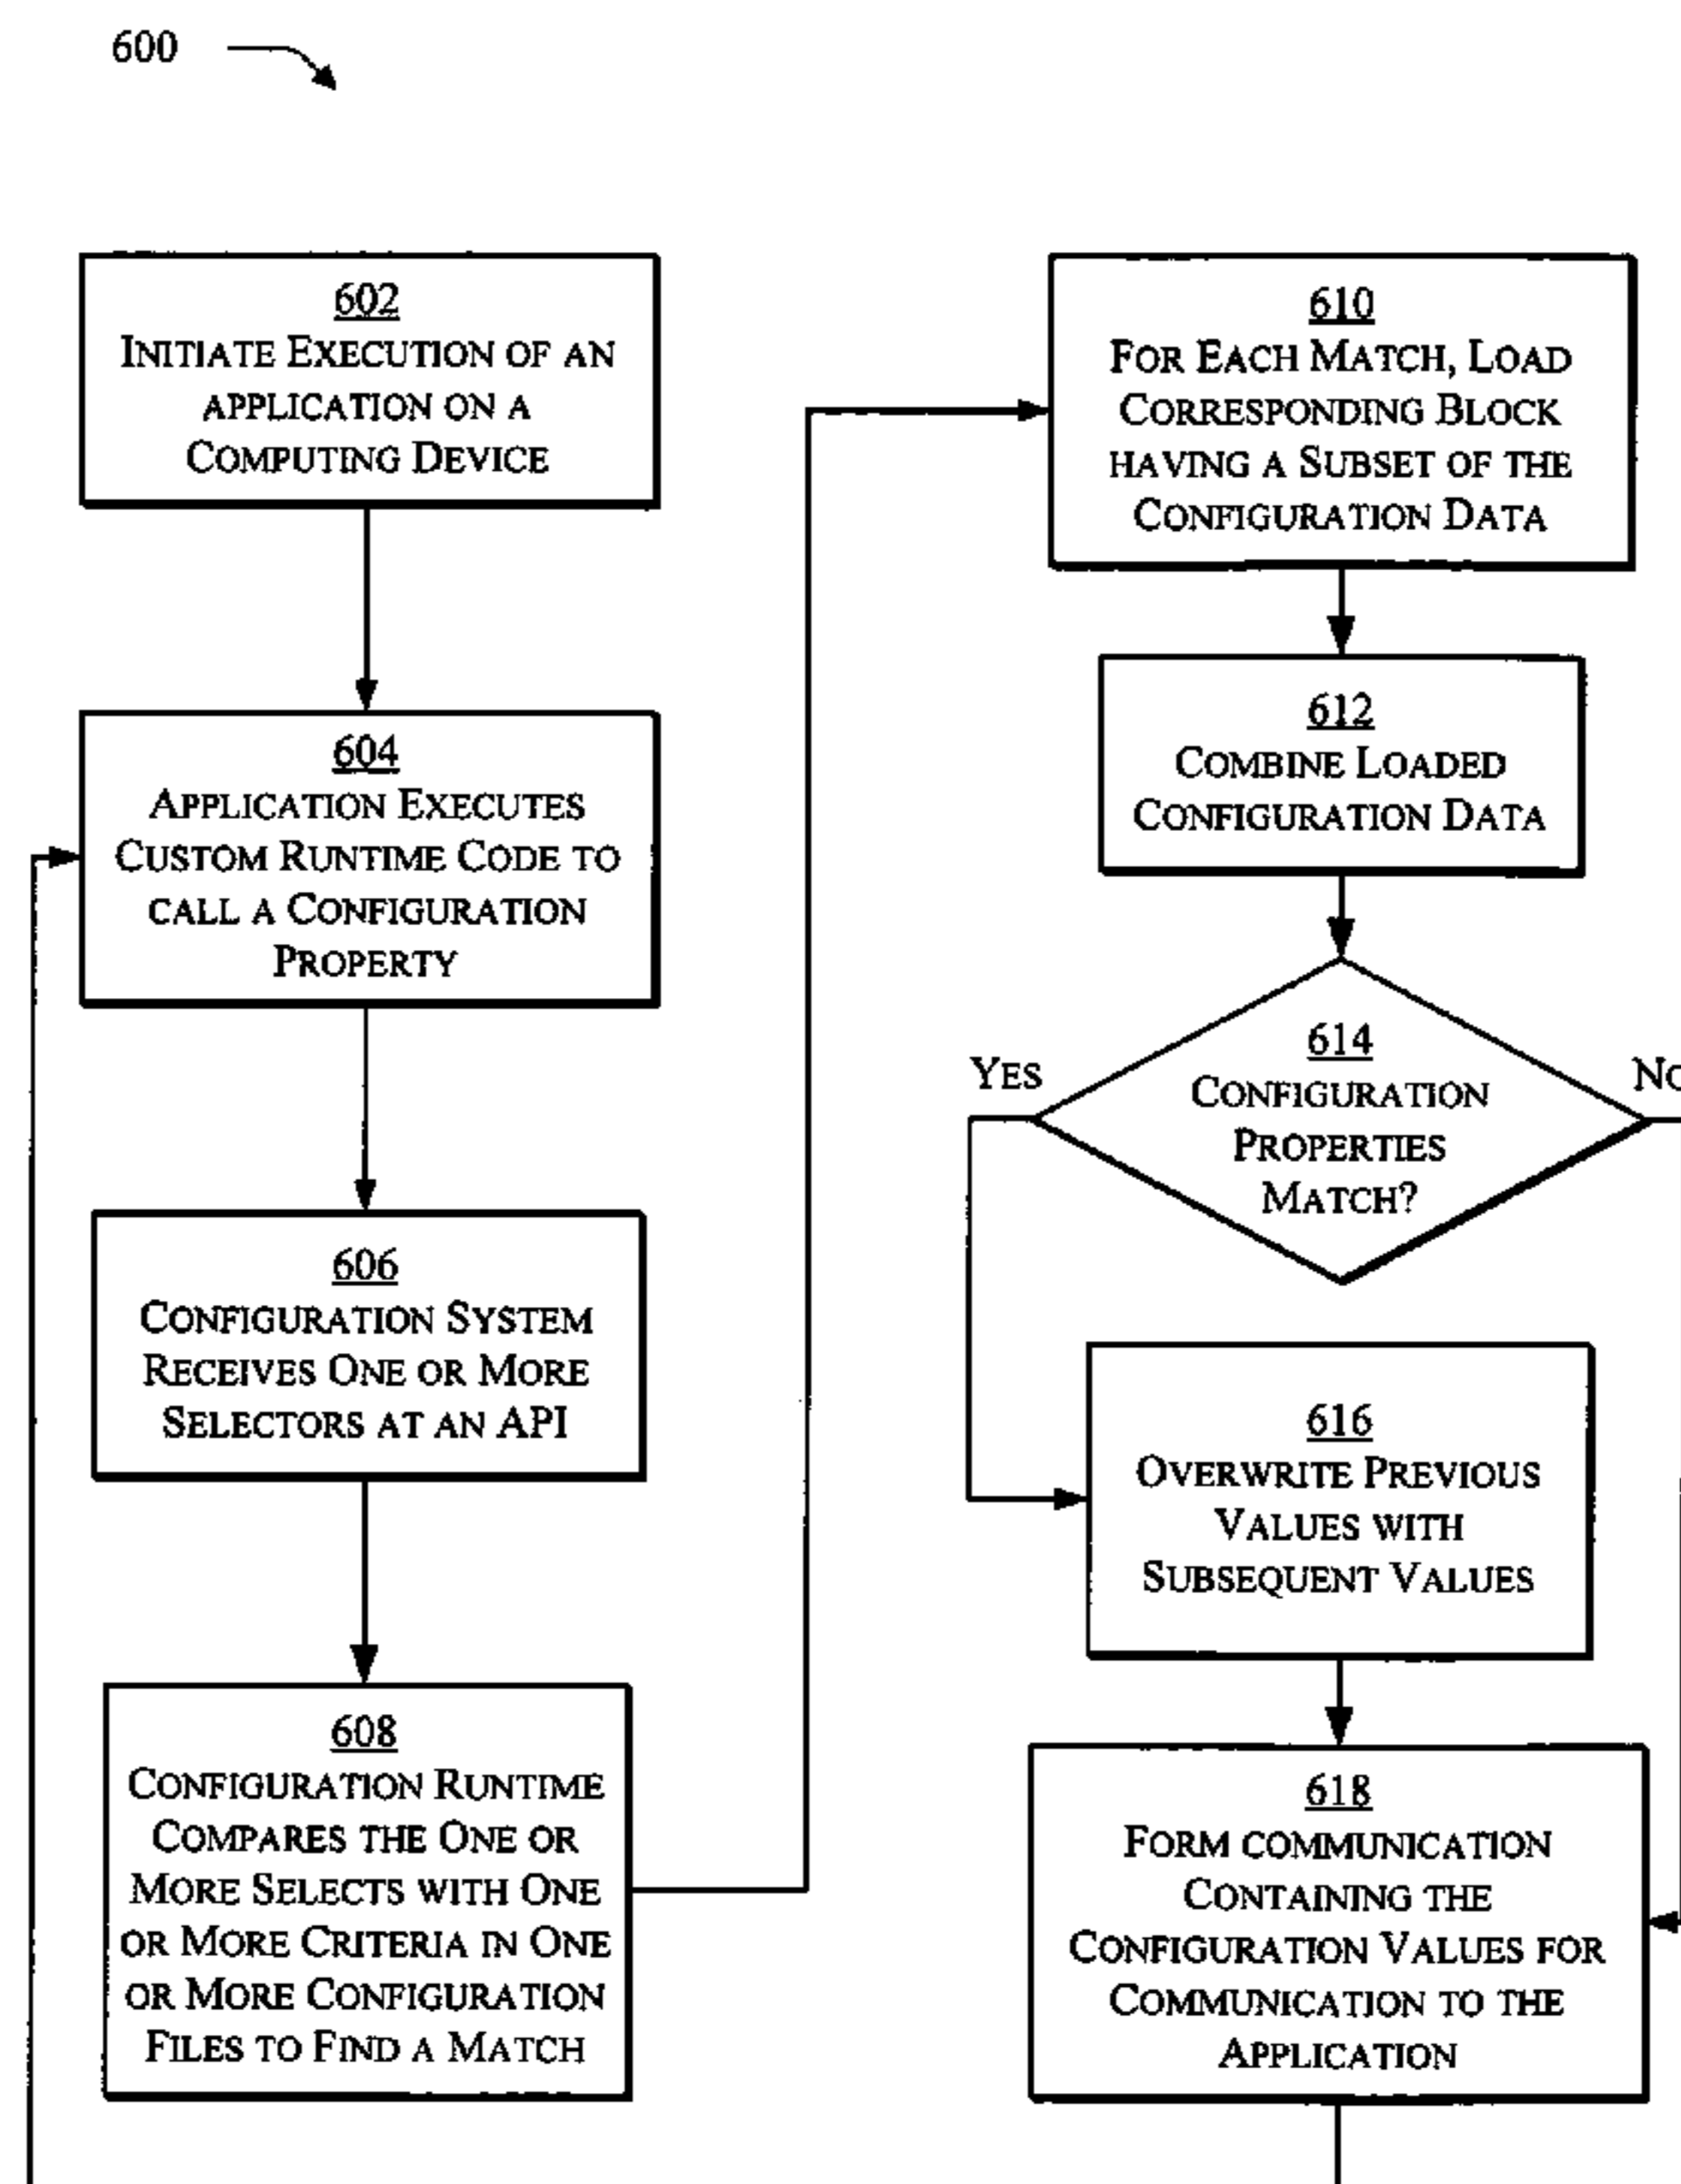 600
602
INITIATE EXECUTION OF AN
APPLICATION ON A
COMPUTING DEVICE
604
APPLICATION EXECUTES
CUSTOM RUNTIME CODE TO
CALL A CONFIGURATION
PROPERTY
606
CONFIGURATION SYSTEM
RECEIVES ONE OR MORE
SELECTORS AT AN API
608
CONFIGURATION RUNTIME
COMPARES THE ONE OR
MORE SELECTS WITH ONE
OR MORE CRITERIA IN ONE
OR MORE CONFIGURATION
FILES TO FIND A MATCH
610
FOR EACH MATCH, LOAD
CORRESPONDING BLOCK
HAVING A SUBSET OF THE
CONFIGURATION DATA
612
COMBINE LOADED
CONFIGURATION DATA
614
CONFIGURATION
PROPERTIES
MATCH?
YES
NO
616
OVERWRITE PREVIOUS
VALUES WITH
SUBSEQUENT VALUES
618
FORM COMMUNICATION
CONTAINING THE
CONFIGURATION VALUES FOR
COMMUNICATION TO THE
APPLICATION